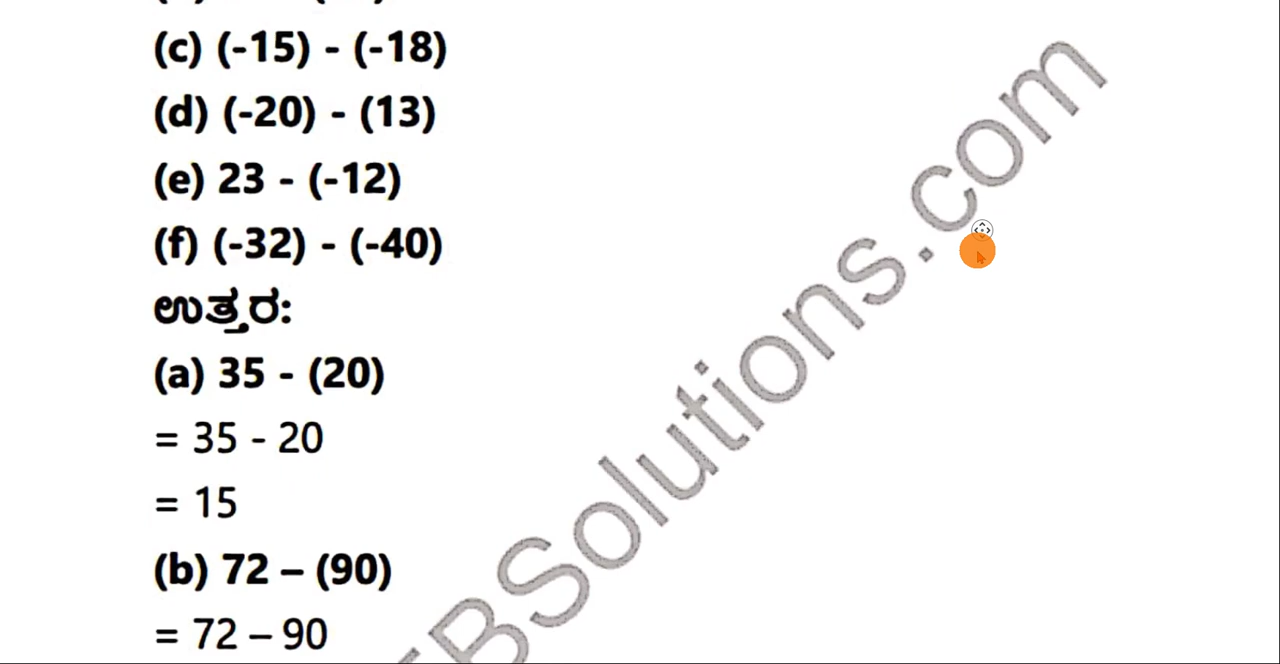 (c) (-15) - (-18)
(d) (-20) - (13)
(e) 23 - (-12)
(f) (-32) - (-40)
ಉತ್ತರ:
(a) 35 - (20)
= 35 - 20
= 15
(b) 72 – (90)
= 72 – 90
BSolutions.com